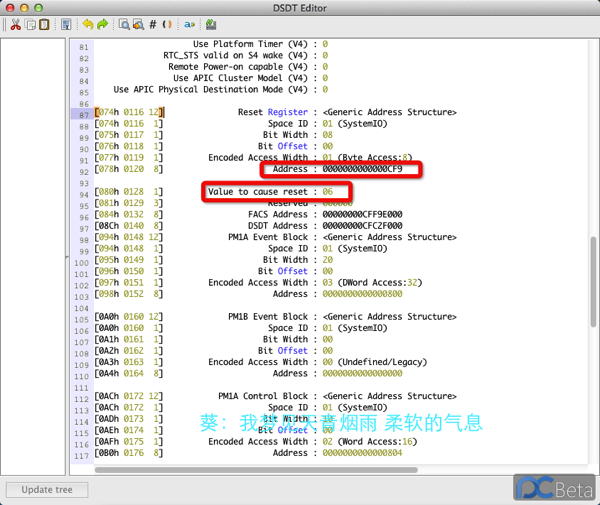 DSDT Editor
81 Use Platform Timer (V4) : 0
82 RTC_STS valid on S4 wake (V4) : 0
83 Remote Power-on capable (V4) : 0
84 Use APIC Cluster Model (V4) : 0
85 Use APIC Physical Destination Mode (V4) : 0
86
87 [074h 0116 12] Reset Register : <Generic Address Structure>
88 [074h 0116 1] Space ID : 01 (SystemIO)
89 [075h 0117 1] Bit Width : 08
90 [076h 0118 1] Bit Offset : 00
91 [077h 0119 1] Encoded Access Width : 01 (Byte Access:8)
92 [078h 0120 8] Address : 0000000000000CF9
93
94 [080h 0128 1] Value to cause reset : 06
95 [081h 0129 3] Reserved : 000000
96 [084h 0132 8] FACS Address : 00000000CFF9E000
97 [08Ch 0140 8] DSDT Address : 00000000CFC2F000
98 [094h 0148 12] PM1A Event Block : <Generic Address Structure>
99 [094h 0148 1] Space ID : 01 (SystemIO)
100 [095h 0149 1] Bit Width : 20
101 [096h 0150 1] Bit Offset : 00
102 [097h 0151 1] Encoded Access Width : 03 (DWord Access:32)
103 [098h 0152 8] Address : 0000000000000800
104
105 [0A0h 0160 12] PM1B Event Block : <Generic Address Structure>
106 [0A0h 0160 1] Space ID : 01 (SystemIO)
107 [0A1h 0161 1] Bit Width : 00
108 [0A2h 0162 1] Bit Offset : 00
109 [0A3h 0163 1] Encoded Access Width : 00 (Undefined/Legacy)
110 [0A4h 0164 8] Address : 0000000000000000
111
112 [0ACh 0172 12] PM1A Control Block : <Generic Address Structure>
113 [0ACh 0172 1] Space ID : 01 (SystemIO)
114 [0ADh 0173 1] Bit Width :
葵：我梦见天青烟雨 柔软的气息
115 [0AEh 0174 1] Bit Offset : 00
116 [0AFh 0175 1] Encoded Access Width : 02 (Word Access:16)
117 [0B0h 0176 8] Address : 0000000000000804
Update tree
PCBeta